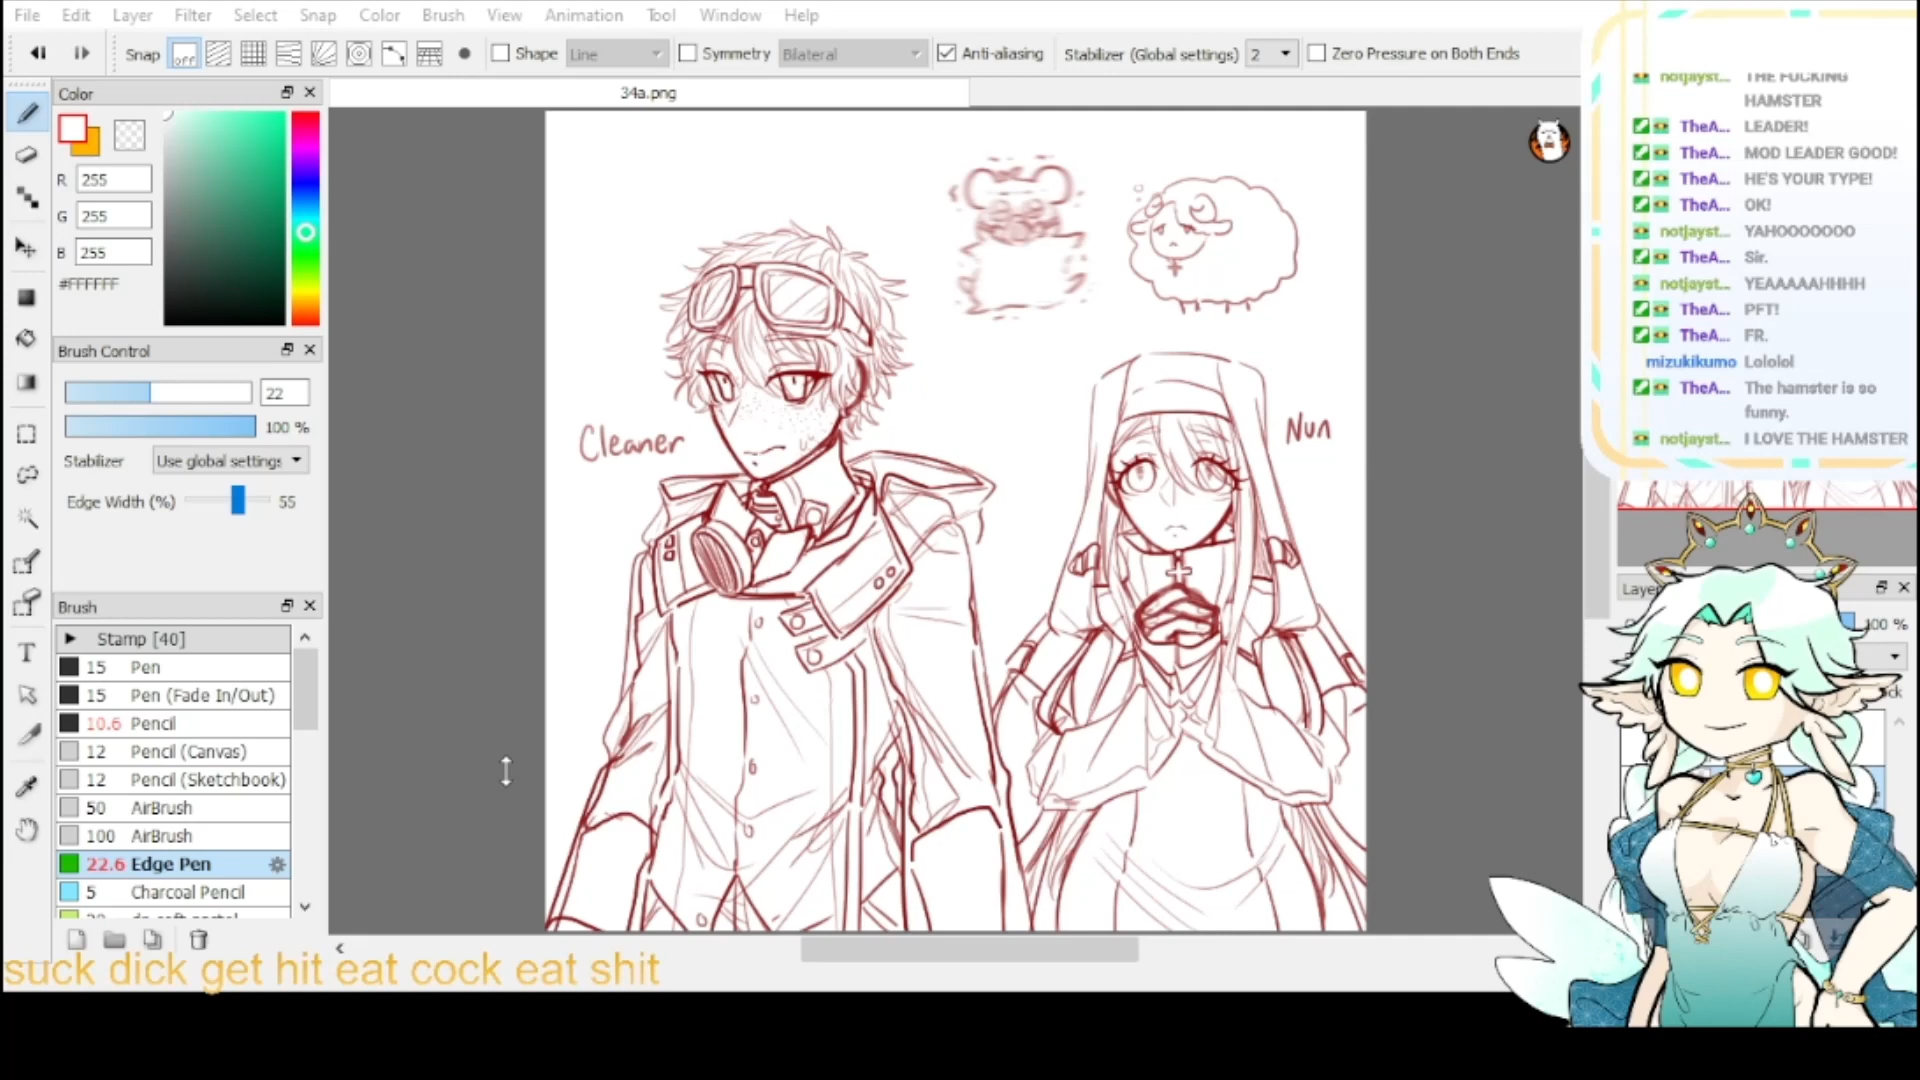 File Edit Layer Filter Select Snap Color Brush View Animation Tool Window Help
Snap off Shape Line Symmetry Bilateral Anti-aliasing Stabilizer (Global settings) 2 Zero Pressure on Both Ends
Color
34a.png
R 255
G 255
B 255
#FFFFFF
Brush Control
22
100 %
Stabilizer Use global settings
Edge Width (%) 55
Brush
Stamp [40]
15 Pen
15 Pen (Fade In/Out)
10.6 Pencil
12 Pencil (Canvas)
12 Pencil (Sketchbook)
50 AirBrush
100 AirBrush
22.6 Edge Pen
5 Charcoal Pencil
T
Cleaner
Nun
notjayst... THE FUCKING
HAMSTER
TheA... LEADER!
TheA... MOD LEADER GOOD!
TheA... HE'S YOUR TYPE!
TheA... OK!
notjayst... YAHOOOOOOO
TheA... Sir.
notjayst... YEAAAAAHHHH
TheA... PFT!
TheA... FR.
mizukikumo Lololol
TheA... The hamster is so
funny.
notjayst... I LOVE THE HAMSTER
100 %
suck dick get hit eat cock eat shit